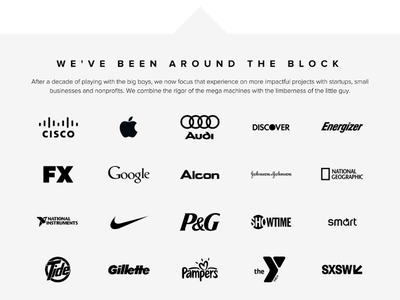 WE'VE BEEN AROUND THE BLOCK
After a decade of playing with the big boys, we now focus that experience on more impactful projects with startups, small
businesses and nonprofits. We combine the rigor of the mega machines with the limberness of the little guy.
CISCO
Audi
DISCOVER
Energizer
FX
Google
Alcon
Johnson & Johnson
NATIONAL
GEOGRAPHIC
NATIONAL
INSTRUMENTS
P&G
SHOWTIME
smart
Tide
Gillette
Pampers
the Y
SXSW